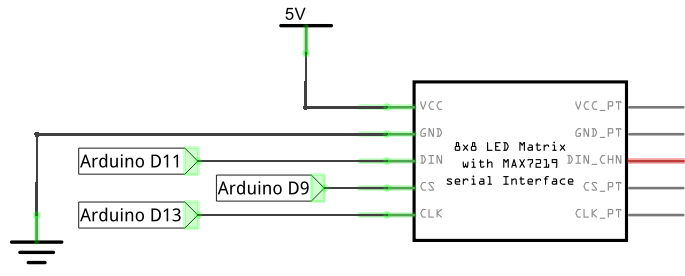 5V
VCC
VCC_PT
GND
GND_PT
8x8 LED Matrix
with MAX7219
serial Interface
Arduino D11
DIN
DIN_CHN
Arduino D9
CS
CS_PT
Arduino D13
CLK
CLK_PT